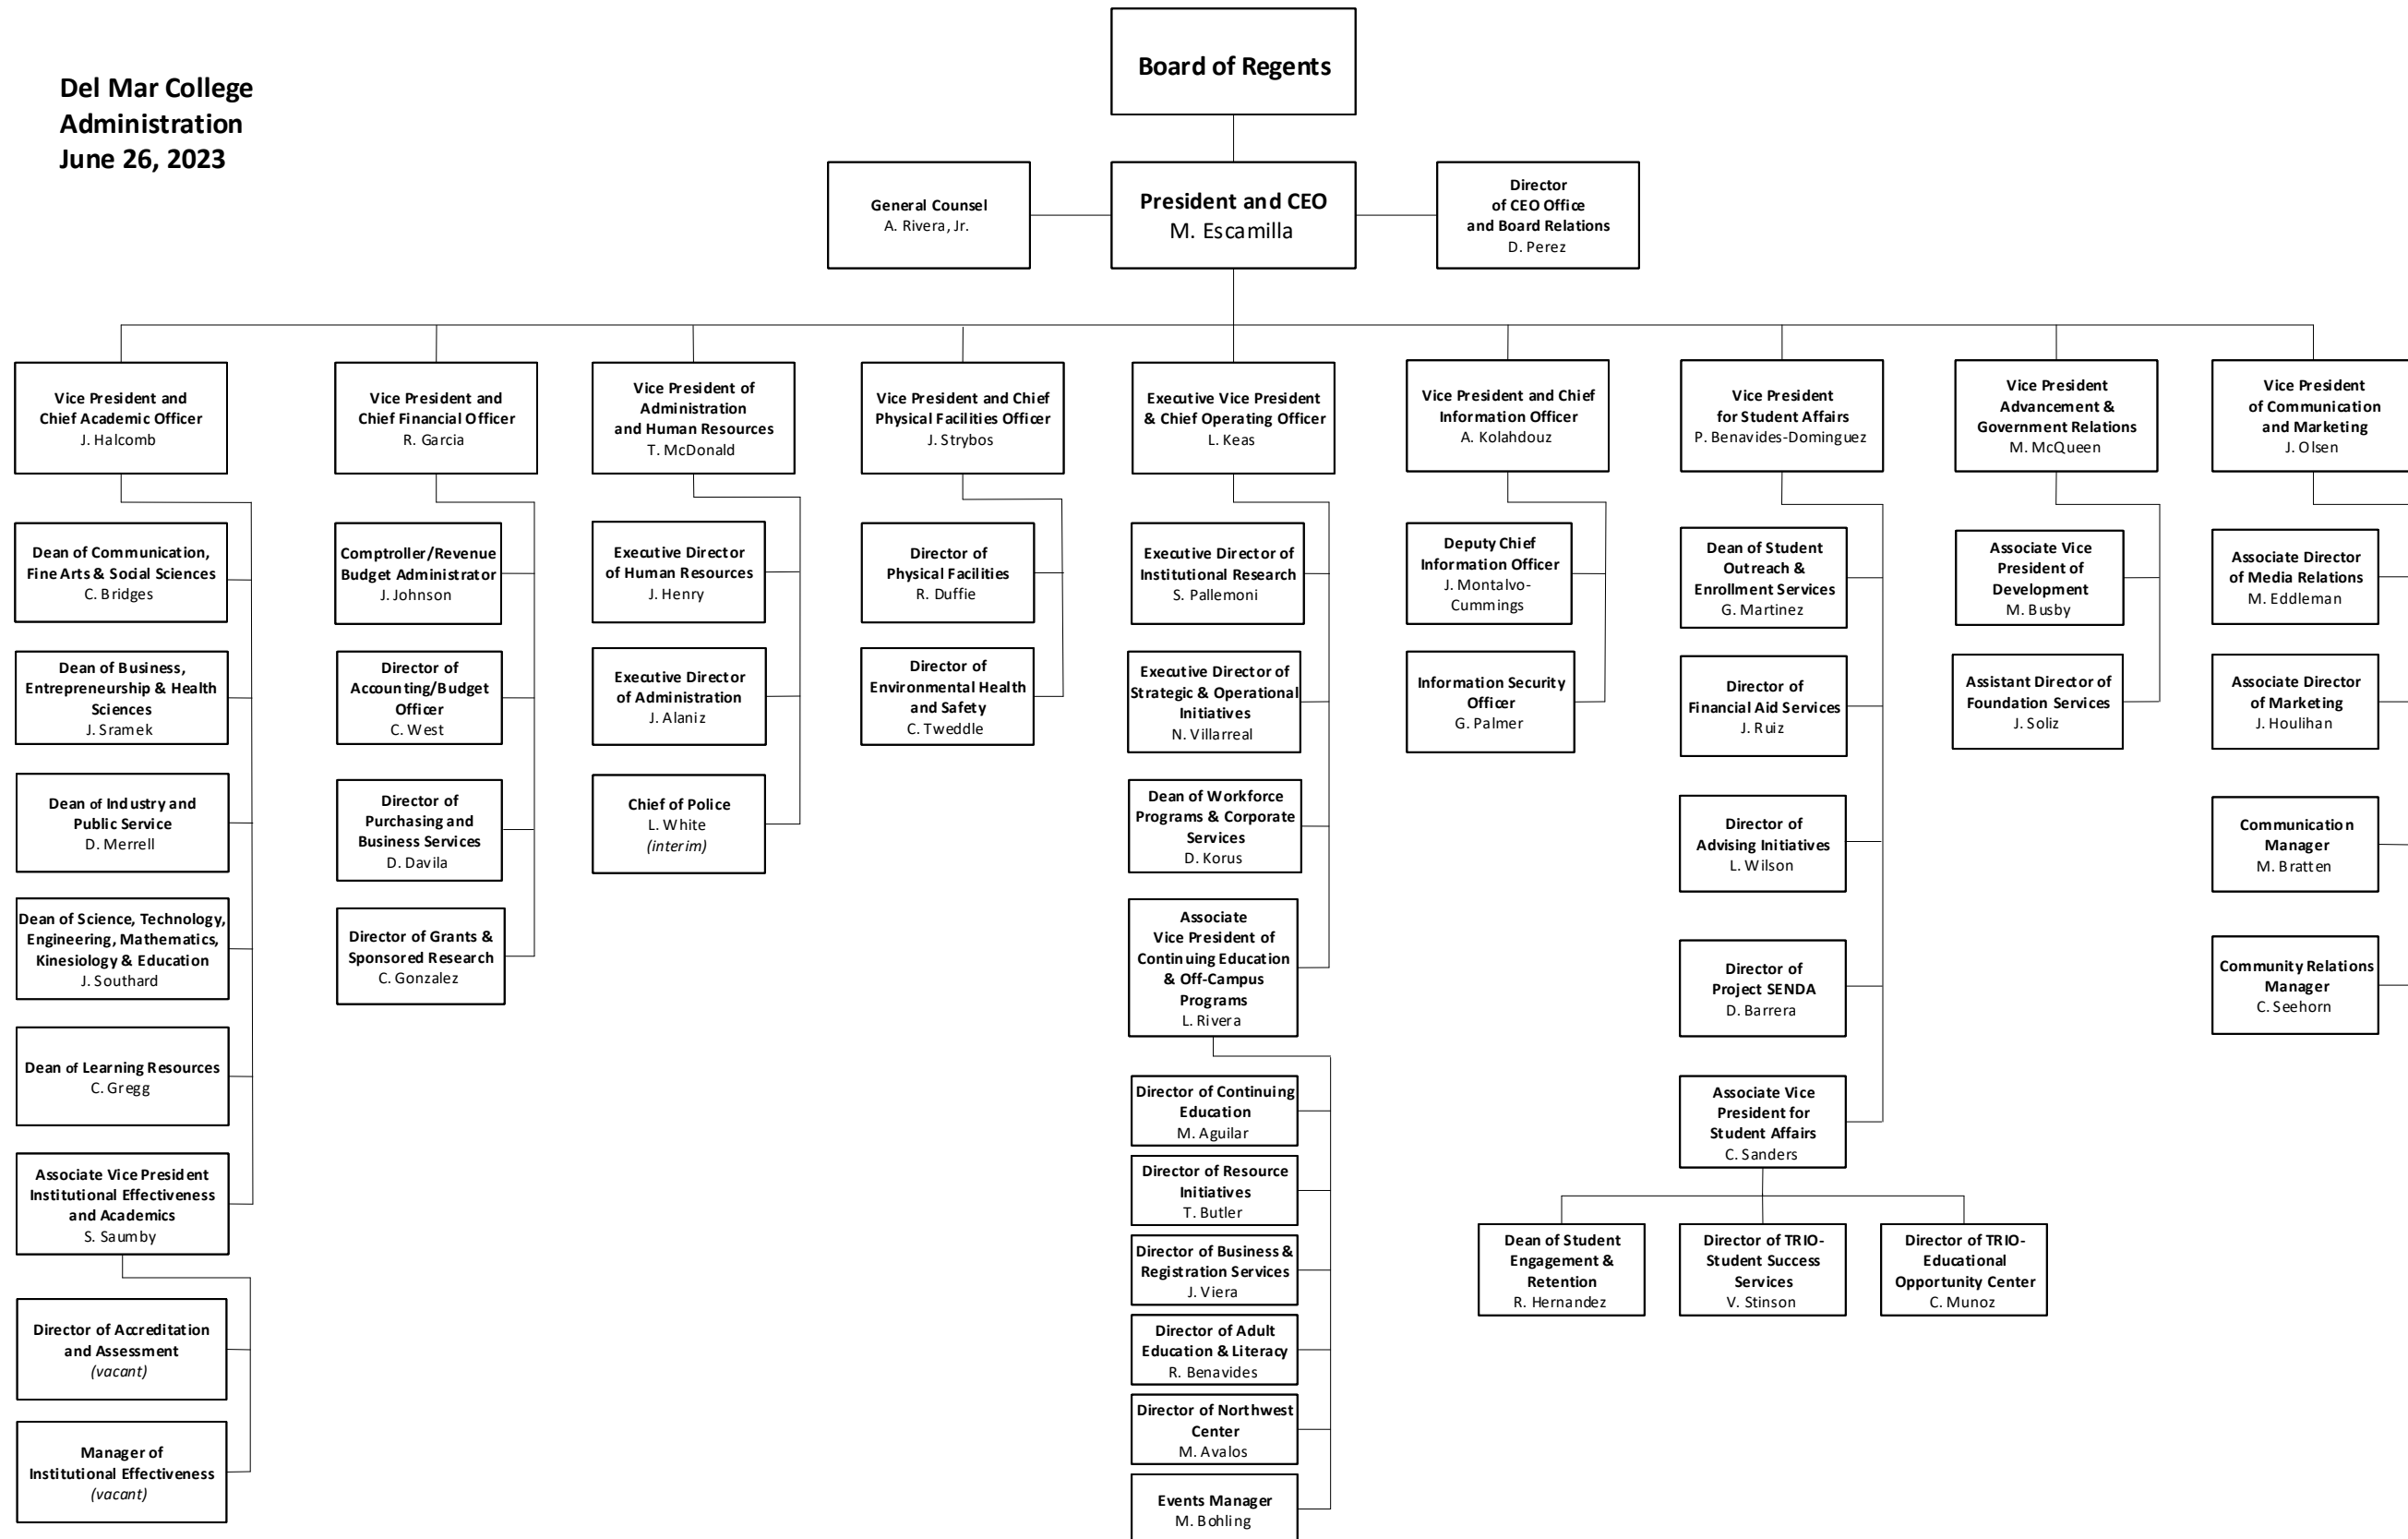 Del Mar College
Administration
June 26, 2023
Board of Regents
General Counsel
A. Rivera, Jr.
President and CEO
M. Escamilla
Director
of CEO Office
and Board Relations
D. Perez
Vice President and
Chief Academic Officer
J. Halcomb
Vice President and
Chief Financial Officer
R. Garcia
Vice President of
Administration
and Human Resources
T. McDonald
Vice President and Chief
Physical Facilities Officer
J. Strybos
Executive Vice President
& Chief Operating Officer
L. Keas
Vice President and Chief
Information Officer
A. Kolahdouz
Vice President
for Student Affairs
P. Benavides-Dominguez
Vice President
Advancement &
Government Relations
M. McQueen
Vice President
of Communication
and Marketing
J. Olsen
Dean of Communication,
Fine Arts & Social Sciences
C. Bridges
Dean of Business,
Entrepreneurship & Health
Sciences
J. Sramek
Dean of Industry and
Public Service
D. Merrell
Dean of Science, Technology,
Engineering, Mathematics,
Kinesiology & Education
J. Southard
Dean of Learning Resources
C. Gregg
Associate Vice President
Institutional Effectiveness
and Academics
S. Saumby
Director of Accreditation
and Assessment
(vacant)
Manager of
Institutional Effectiveness
(vacant)
Comptroller/Revenue
Budget Administrator
J. Johnson
Director of
Accounting/Budget
Officer
C. West
Director of
Purchasing and
Business Services
D. Davila
Director of Grants &
Sponsored Research
C. Gonzalez
Executive Director
of Human Resources
J. Henry
Executive Director
of Administration
J. Alaniz
Chief of Police
L. White
(interim)
Director of
Physical Facilities
R. Duffie
Director of
Environmental Health
and Safety
C. Tweddle
Executive Director of
Institutional Research
S. Pallemoni
Executive Director of
Strategic & Operational
Initiatives
N. Villarreal
Dean of Workforce
Programs & Corporate
Services
D. Korus
Associate
Vice President of
Continuing Education
& Off-Campus
Programs
L. Rivera
Director of Continuing
Education
M. Aguilar
Director of Resource
Initiatives
T. Butler
Director of Business &
Registration Services
J. Viera
Director of Adult
Education & Literacy
R. Benavides
Director of Northwest
Center
M. Avalos
Events Manager
M. Bohling
Deputy Chief
Information Officer
J. Montalvo-
Cummings
Information Security
Officer
G. Palmer
Dean of Student
Outreach &
Enrollment Services
G. Martinez
Director of
Financial Aid Services
J. Ruiz
Director of
Advising Initiatives
L. Wilson
Director of
Project SENDA
D. Barrera
Associate Vice
President for
Student Affairs
C. Sanders
Dean of Student
Engagement &
Retention
R. Hernandez
Director of TRIO-
Student Success
Services
V. Stinson
Director of TRIO-
Educational
Opportunity Center
C. Munoz
Associate Vice
President of
Development
M. Busby
Assistant Director of
Foundation Services
J. Soliz
Associate Director
of Media Relations
M. Eddleman
Associate Director
of Marketing
J. Houlihan
Communication
Manager
M. Bratten
Community Relations
Manager
C. Seehorn